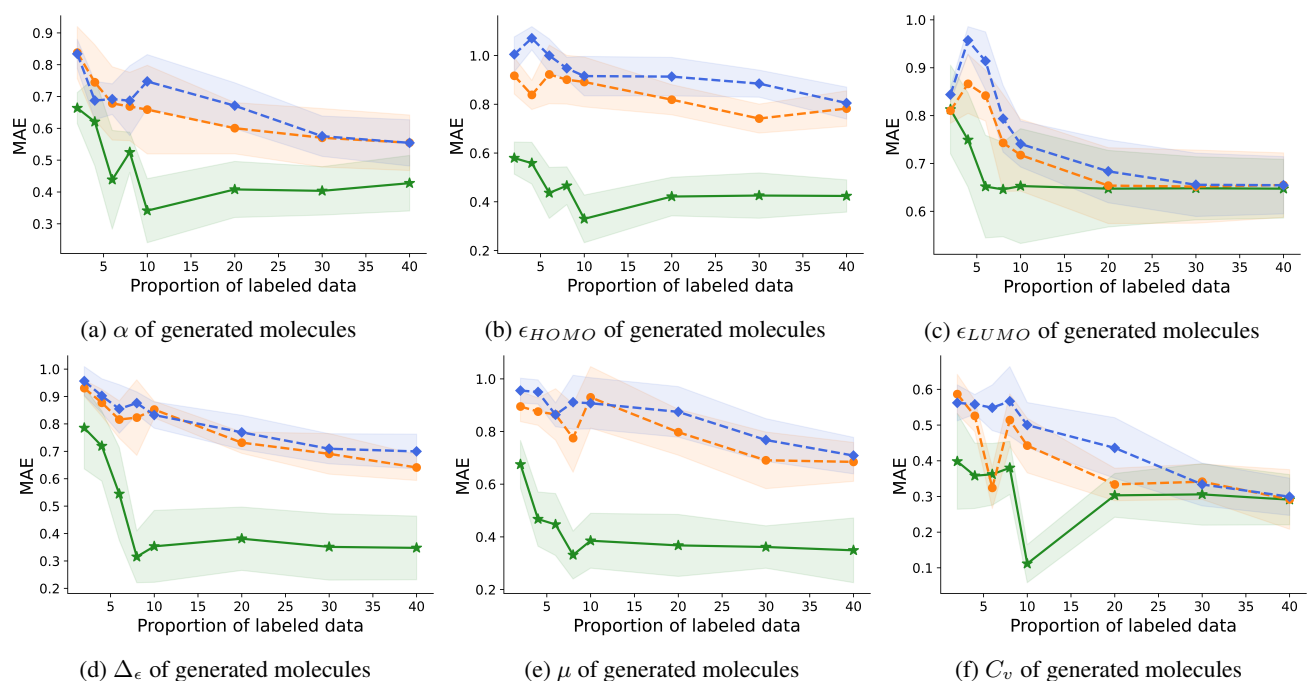 0.9
0.8
0.7
0.6
0.5
0.4
0.3
MAE
5 10 15 20 25 30 35 40
Proportion of labeled data
(a) α of generated molecules
1.0
0.8
0.6
0.4
0.2
MAE
5 10 15 20 25 30 35 40
Proportion of labeled data
(b) ϵ_HOMO of generated molecules
1.0
0.9
0.8
0.7
0.6
MAE
5 10 15 20 25 30 35 40
Proportion of labeled data
(c) ϵ_LUMO of generated molecules
1.0
0.9
0.8
0.7
0.6
0.5
0.4
0.3
0.2
MAE
5 10 15 20 25 30 35 40
Proportion of labeled data
(d) Δ_ϵ of generated molecules
1.0
0.8
0.6
0.4
0.2
MAE
5 10 15 20 25 30 35 40
Proportion of labeled data
(e) μ of generated molecules
0.6
0.5
0.4
0.3
0.2
0.1
MAE
5 10 15 20 25 30 35 40
Proportion of labeled data
(f) C_v of generated molecules